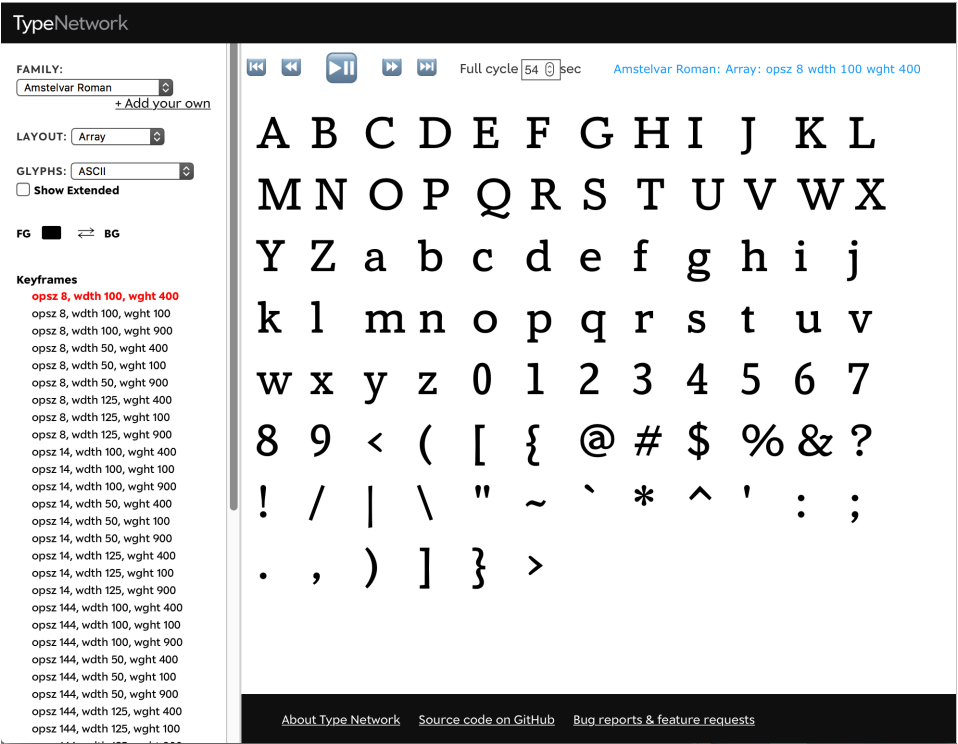 TypeNetwork
FAMILY:
Amstelvar Roman
+ Add your own
LAYOUT: Array
GLYPHS: ASCII
Show Extended
FG BG
Keyframes
opsz 8, wdth 100, wght 400
opsz 8, wdth 100, wght 100
opsz 8, wdth 100, wght 900
opsz 8, wdth 50, wght 400
opsz 8, wdth 50, wght 100
opsz 8, wdth 50, wght 900
opsz 8, wdth 125, wght 400
opsz 8, wdth 125, wght 100
opsz 8, wdth 125, wght 900
opsz 14, wdth 100, wght 400
opsz 14, wdth 100, wght 100
opsz 14, wdth 100, wght 900
opsz 14, wdth 50, wght 400
opsz 14, wdth 50, wght 100
opsz 14, wdth 50, wght 900
opsz 14, wdth 125, wght 400
opsz 14, wdth 125, wght 100
opsz 14, wdth 125, wght 900
opsz 144, wdth 100, wght 400
opsz 144, wdth 100, wght 100
opsz 144, wdth 100, wght 900
opsz 144, wdth 50, wght 400
opsz 144, wdth 50, wght 100
opsz 144, wdth 50, wght 900
opsz 144, wdth 125, wght 400
opsz 144, wdth 125, wght 100
Full cycle 54 sec
Amstelvar Roman: Array: opsz 8 wdth 100 wght 400
A B C D E F G H I J K L
M N O P Q R S T U V W X
Y Z a b c d e f g h i j
k l m n o p q r s t u v
w x y z 0 1 2 3 4 5 6 7
8 9 < ( [ { @ # $ % & ?
! / | \ " ~ ` * ^ ' : ;
. , ) ] } >
About Type Network Source code on GitHub Bug reports & feature requests